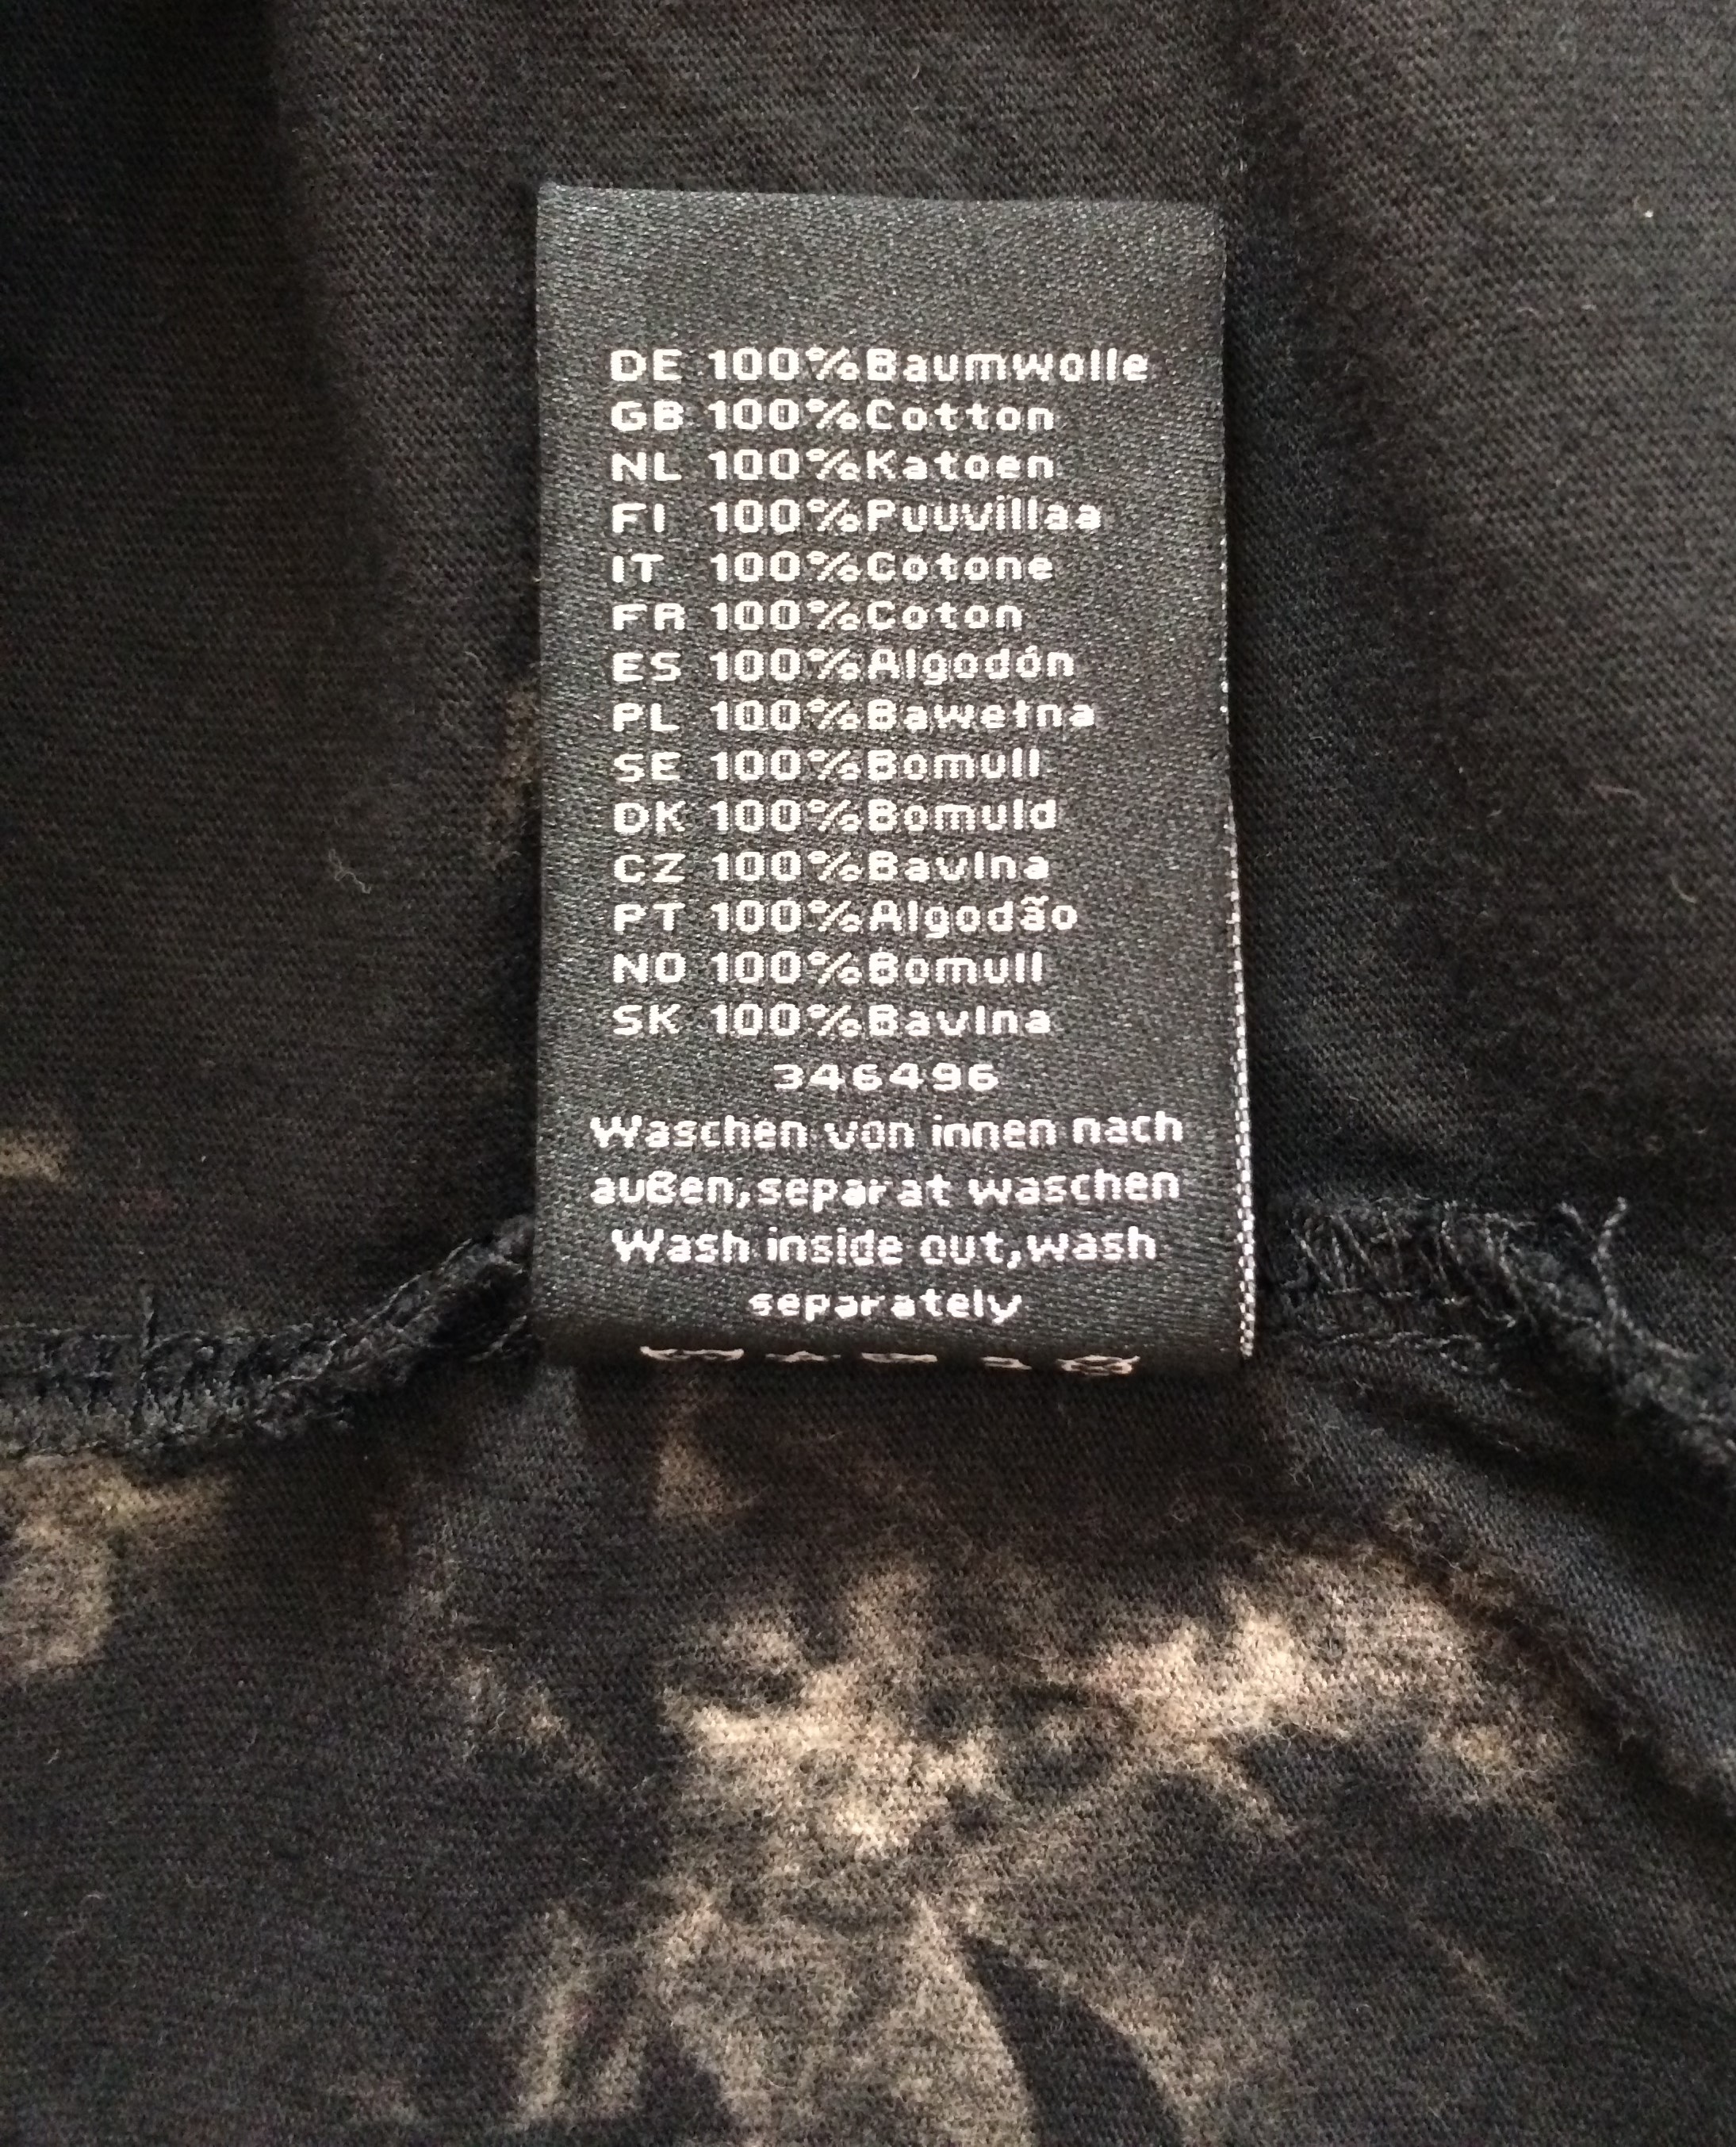 DE 100%Baumwolle
GB 100%Cotton
NL 100%Katoen
FI 100%Puuvillaa
IT 100%Cotone
FR 100%Coton
ES 100%Algodón
PL 100%Bawełna
SE 100%Bomull
DK 100%Bomuld
CZ 100%Bavlna
PT 100%Algodão
NO 100%Bomull
SK 100%Bavlna
346496
Waschen von innen nach
außen,separat waschen
Wash inside out,wash
separately